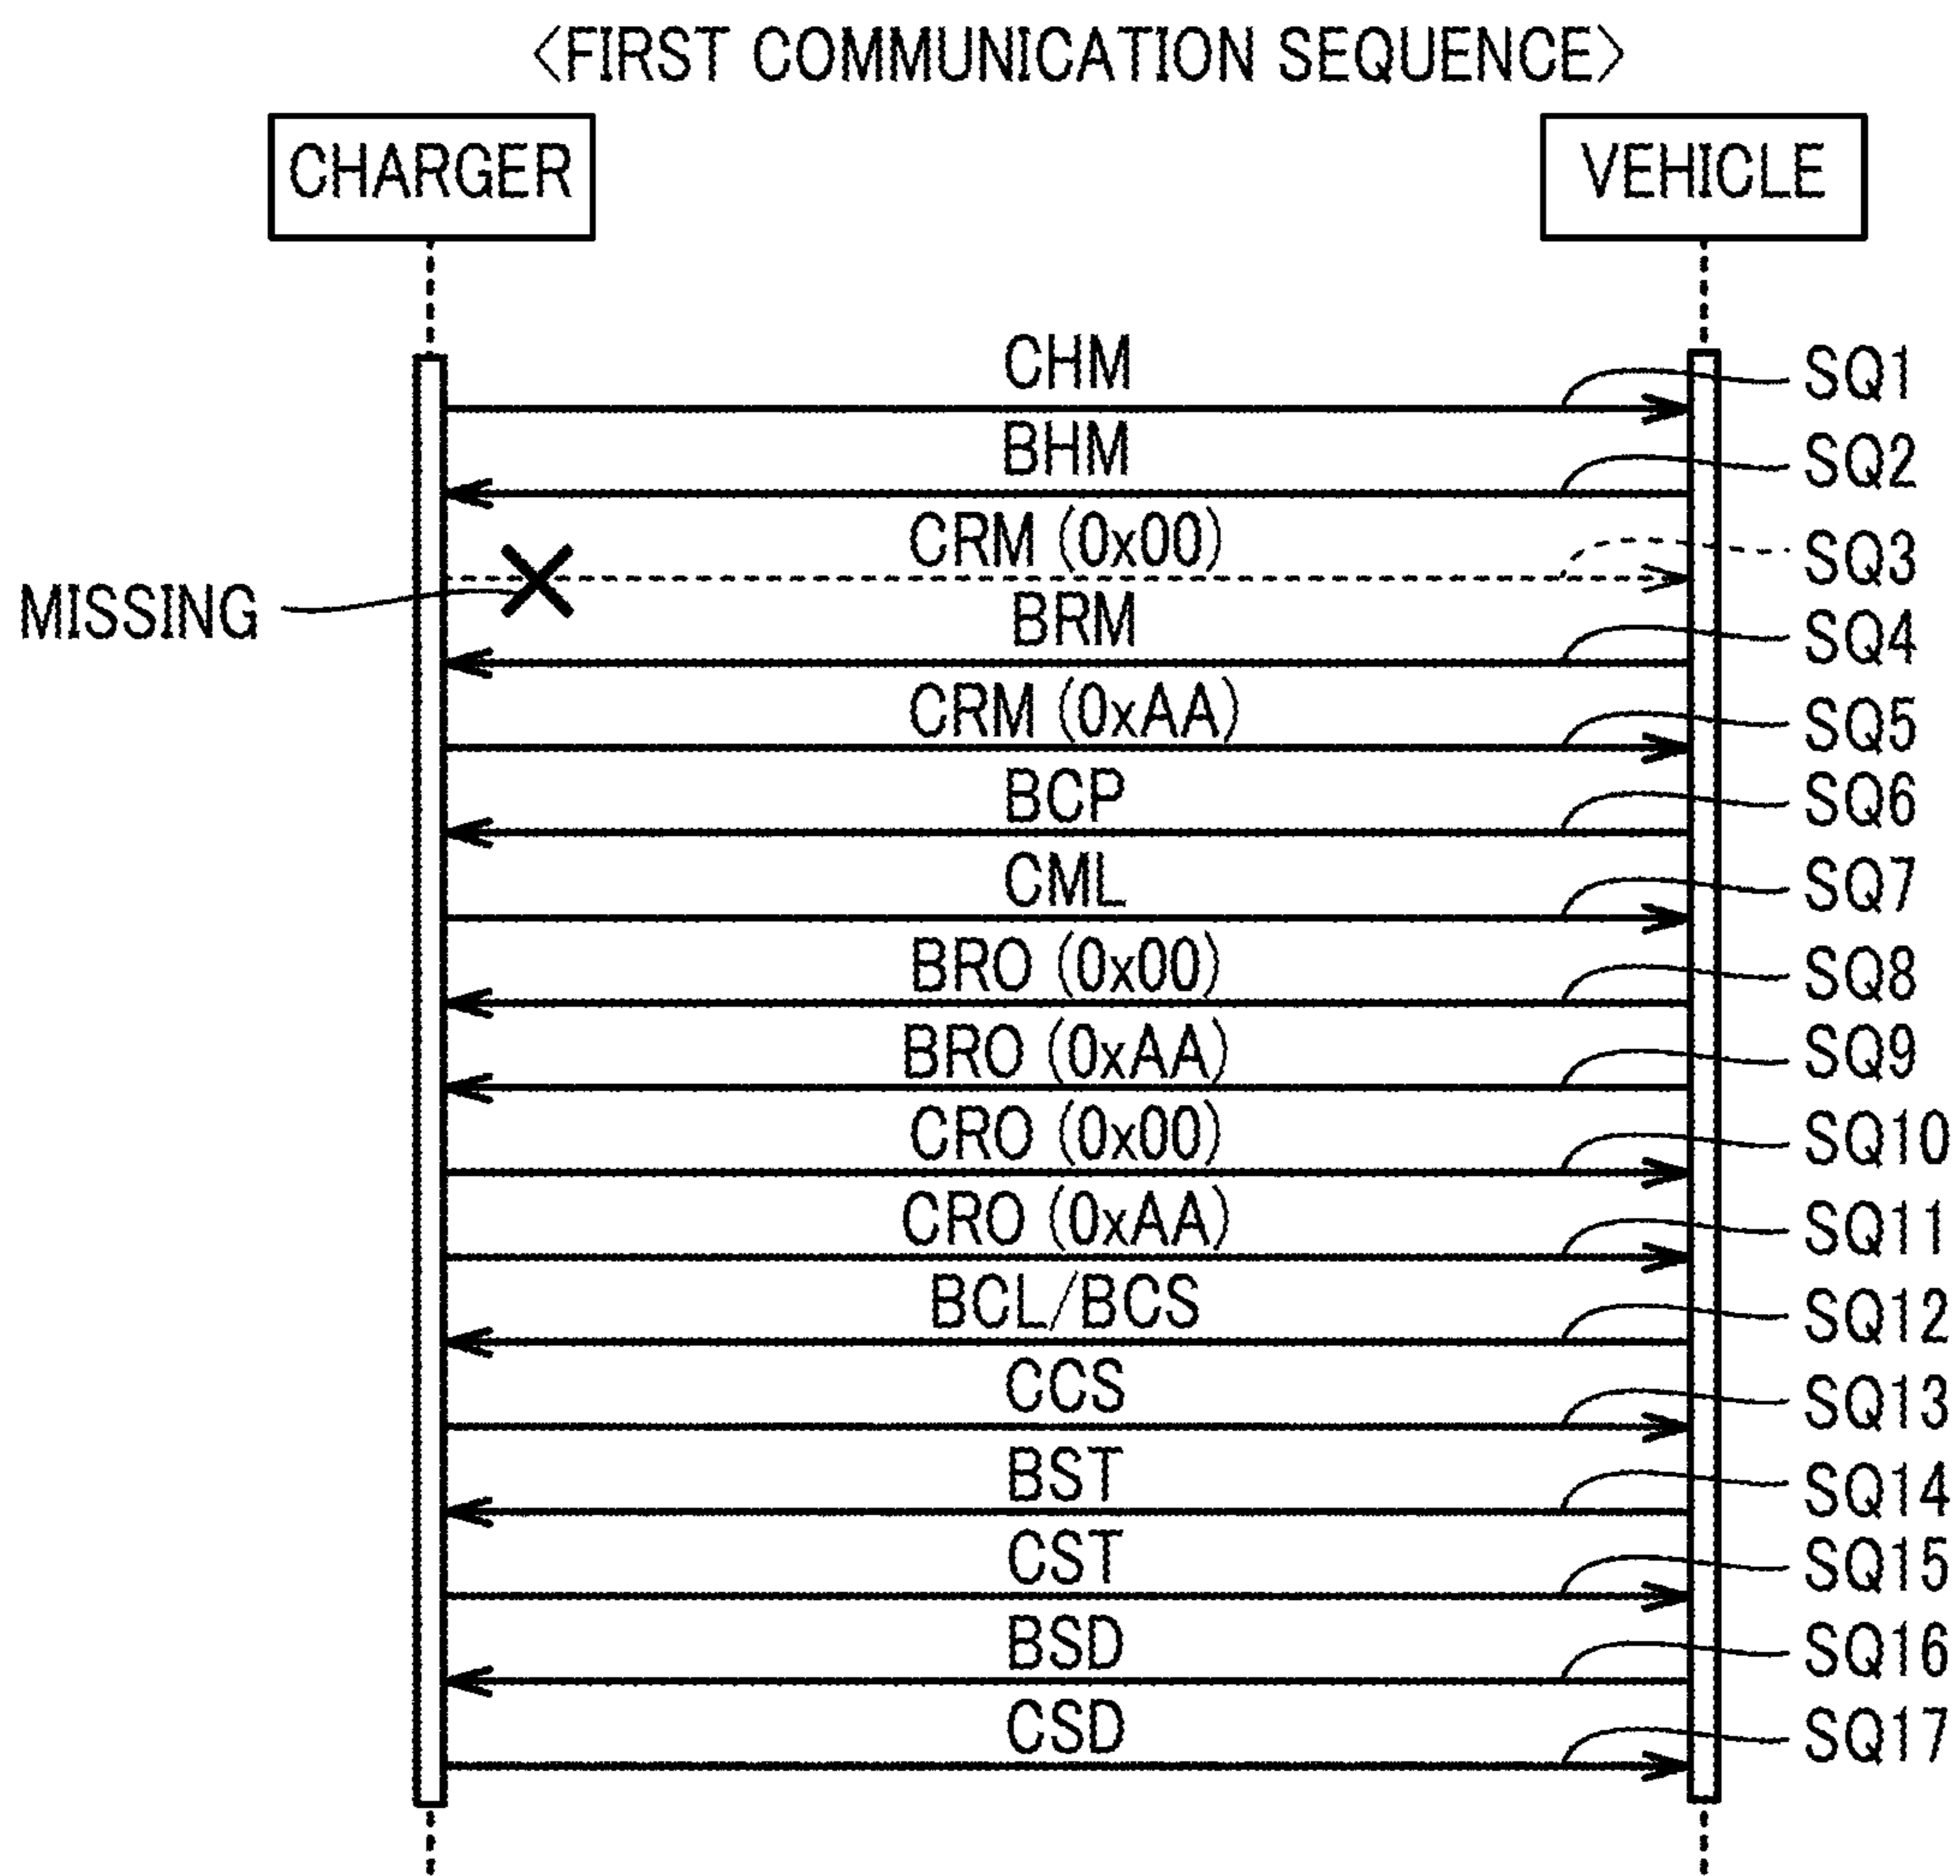 <FIRST COMMUNICATION SEQUENCE>
CHARGER
VEHICLE
CHM
SQ1
BHM
SQ2
CRM (0x00)
SQ3
MISSING
BRM
SQ4
CRM (0xAA)
SQ5
BCP
SQ6
CML
SQ7
BRO (0x00)
SQ8
BRO (0xAA)
SQ9
CRO (0x00)
SQ10
CRO (0xAA)
SQ11
BCL/BCS
SQ12
CCS
SQ13
BST
SQ14
CST
SQ15
BSD
SQ16
CSD
SQ17